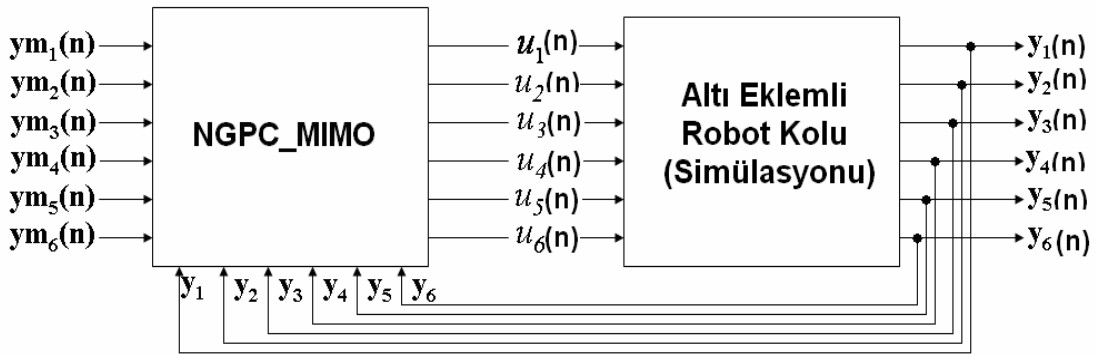 ym₁(n) u₁(n) y₁(n)
ym₂(n) u₂(n) y₂(n)
ym₃(n) u₃(n) y₃(n)
ym₄(n) u₄(n) y₄(n)
ym₅(n) u₅(n) y₅(n)
ym₆(n) u₆(n) y₆(n)
NGPC_MIMO
Altı Eklemli
Robot Kolu
(Simülasyonu)
y₁ y₂ y₃ y₄ y₅ y₆